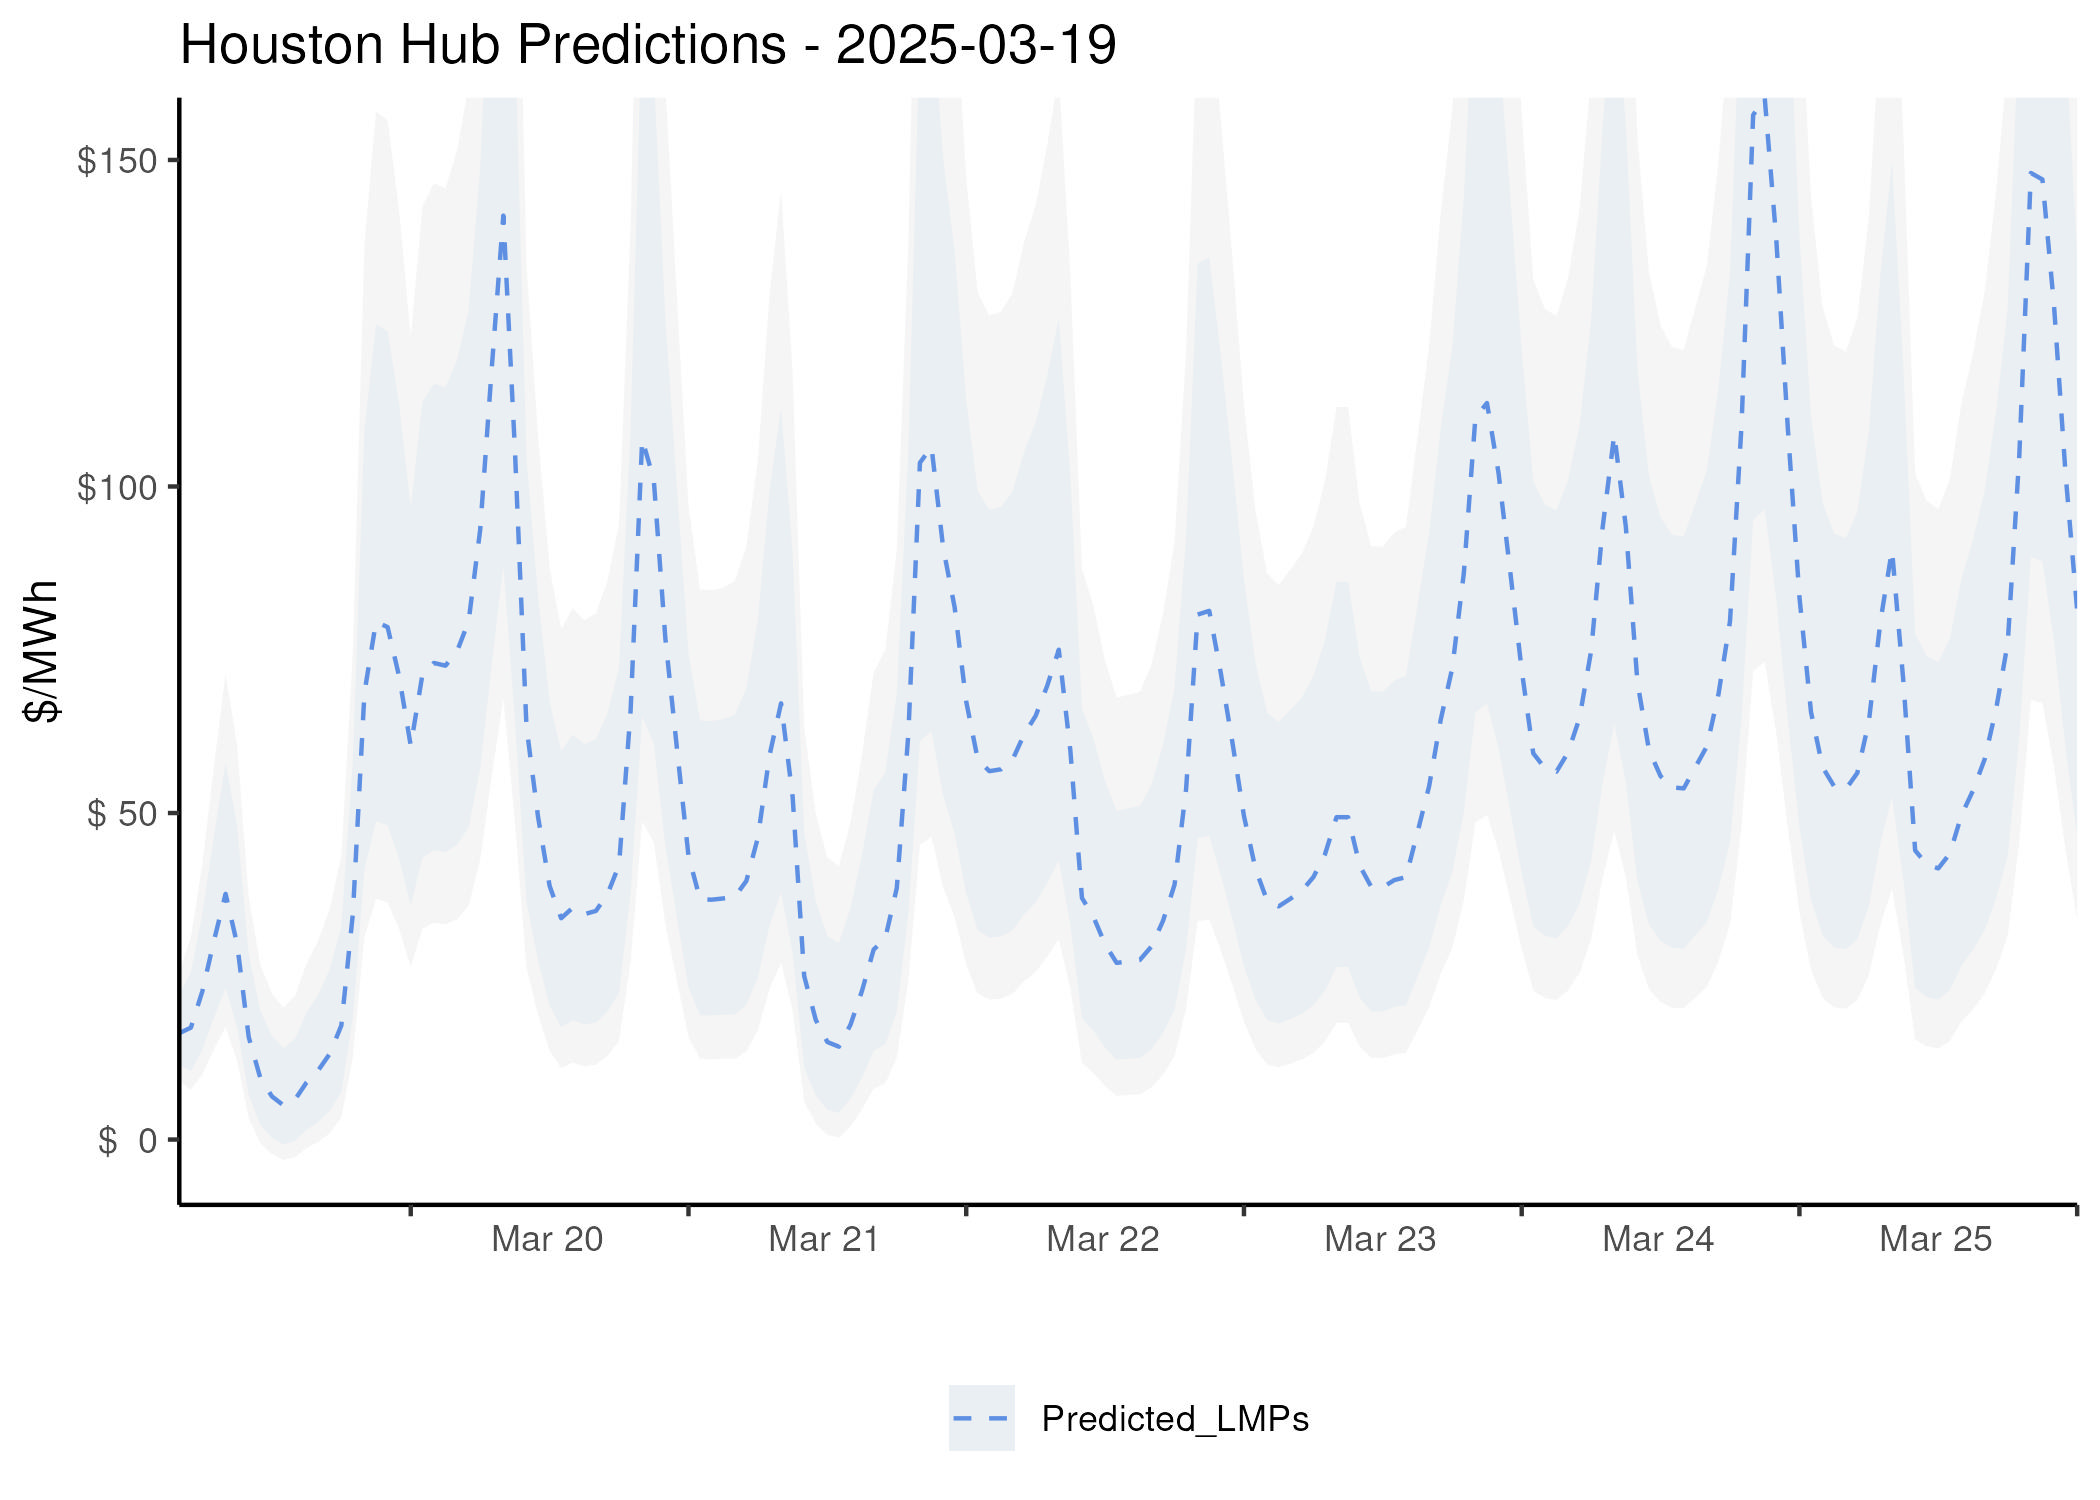 Houston Hub Predictions - 2025-03-19
$/MWh
$150
$100
$ 50
$  0
Mar 20
Mar 21
Mar 22
Mar 23
Mar 24
Mar 25
Predicted_LMPs